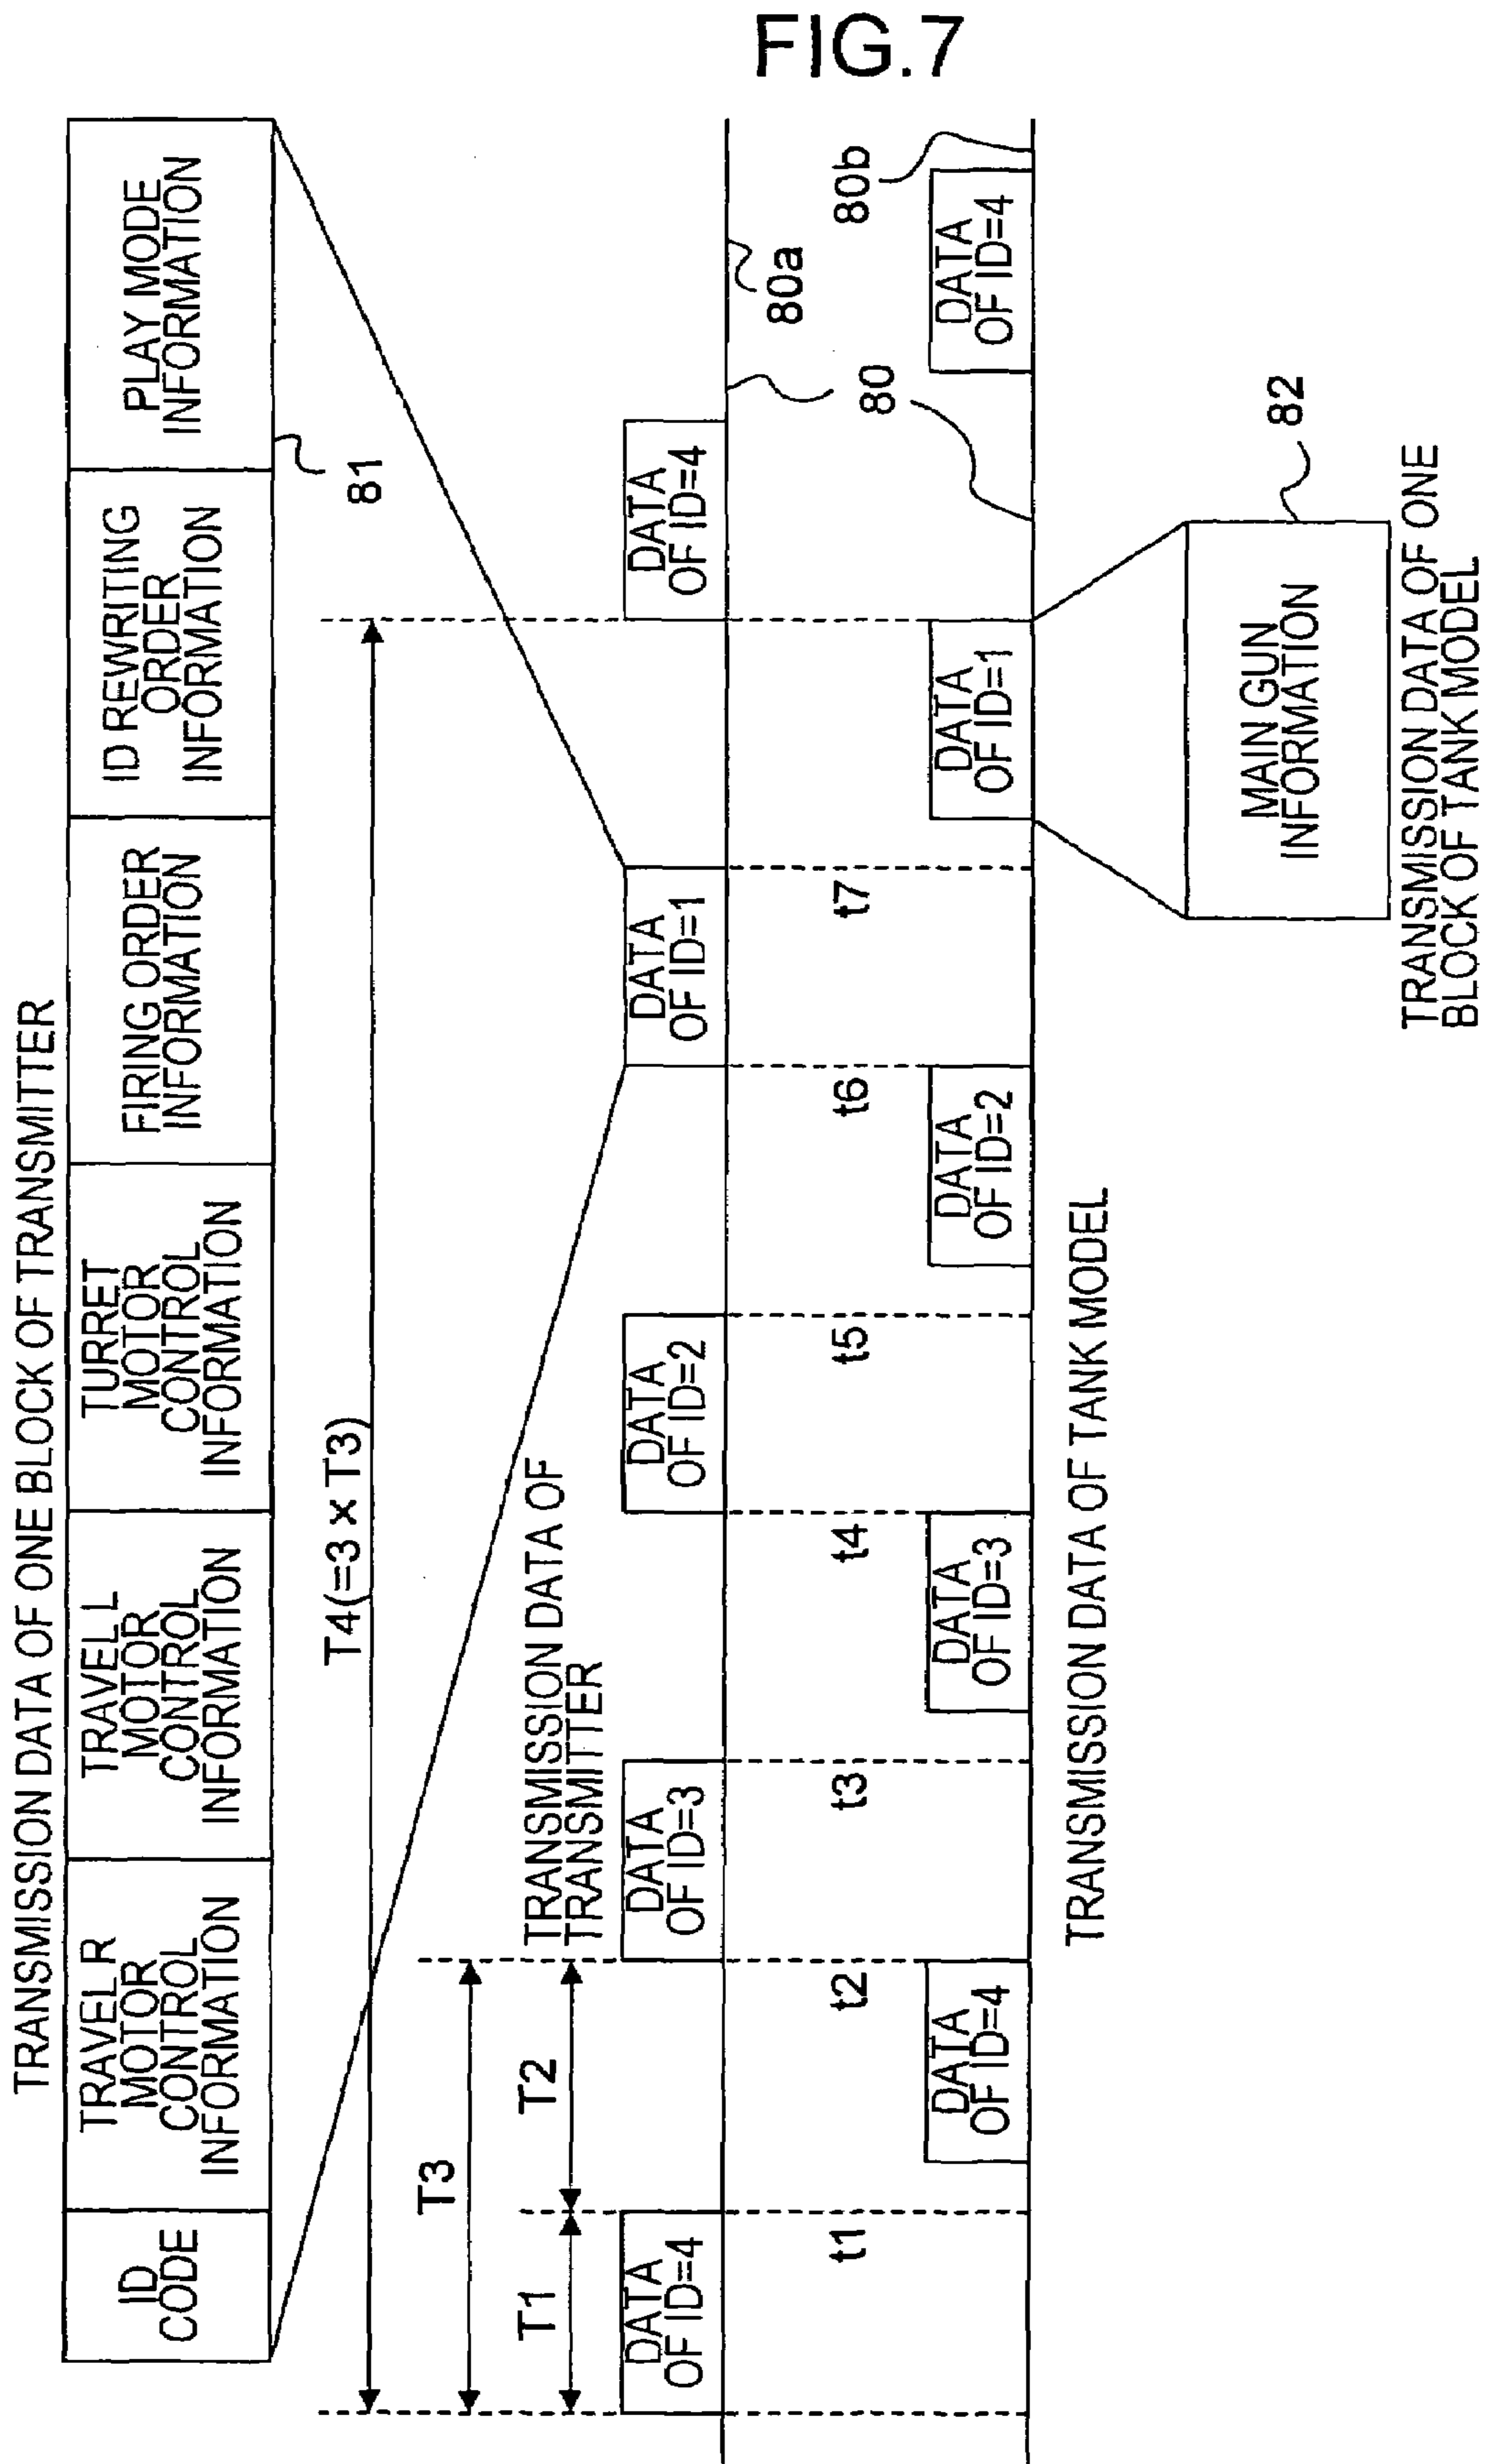 FIG.7
TRANSMISSION DATA OF ONE BLOCK OF TRANSMITTER
ID
CODE
TRAVEL R
MOTOR
CONTROL
INFORMATION
TRAVEL L
MOTOR
CONTROL
INFORMATION
TURRET
MOTOR
CONTROL
INFORMATION
FIRING ORDER
INFORMATION
ID REWRITING
ORDER
INFORMATION
PLAY MODE
INFORMATION
81
T4(=3 × T3)
T3
T1
T2
TRANSMISSION DATA OF
TRANSMITTER
DATA
OF ID=4
DATA
OF ID=3
DATA
OF ID=2
DATA
OF ID=1
DATA
OF ID=4
80a
t1
t2
t3
t4
t5
t6
t7
80
80b
DATA
OF ID=4
DATA
OF ID=3
DATA
OF ID=2
DATA
OF ID=1
DATA
OF ID=4
TRANSMISSION DATA OF TANK MODEL
MAIN GUN
INFORMATION
82
TRANSMISSION DATA OF ONE
BLOCK OF TANK MODEL